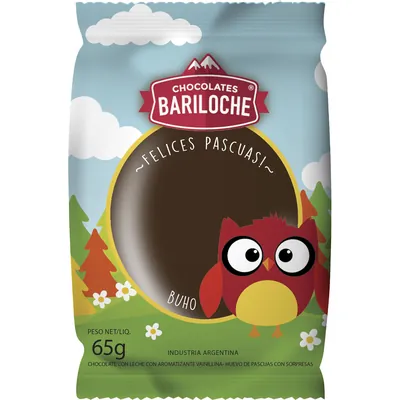 CHOCOLATES
BARILOCHE®
~FELICES PASCUAS!~
BUHO
PESO NET/LIQ.
65g
INDUSTRIA ARGENTINA
CHOCOLATE CON LECHE CON AROMATIZANTE VAINILLINA- HUEVO DE PASCUAS CON SORPRESAS